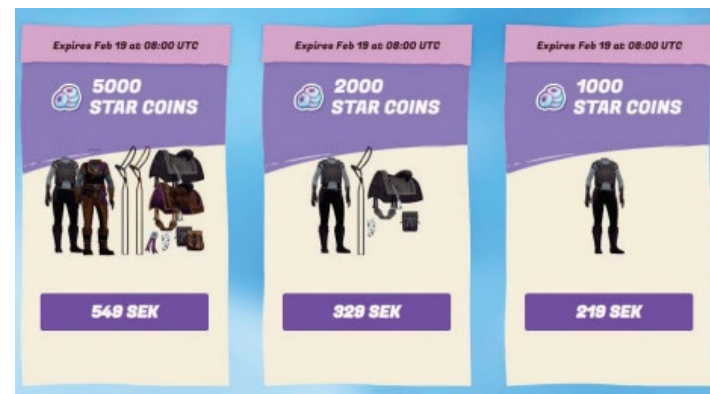 Expires Feb 19 at 08:00 UTC
5000
STAR COINS
549 SEK
Expires Feb 19 at 08:00 UTC
2000
STAR COINS
329 SEK
Expires Feb 19 at 08:00 UTC
1000
STAR COINS
219 SEK